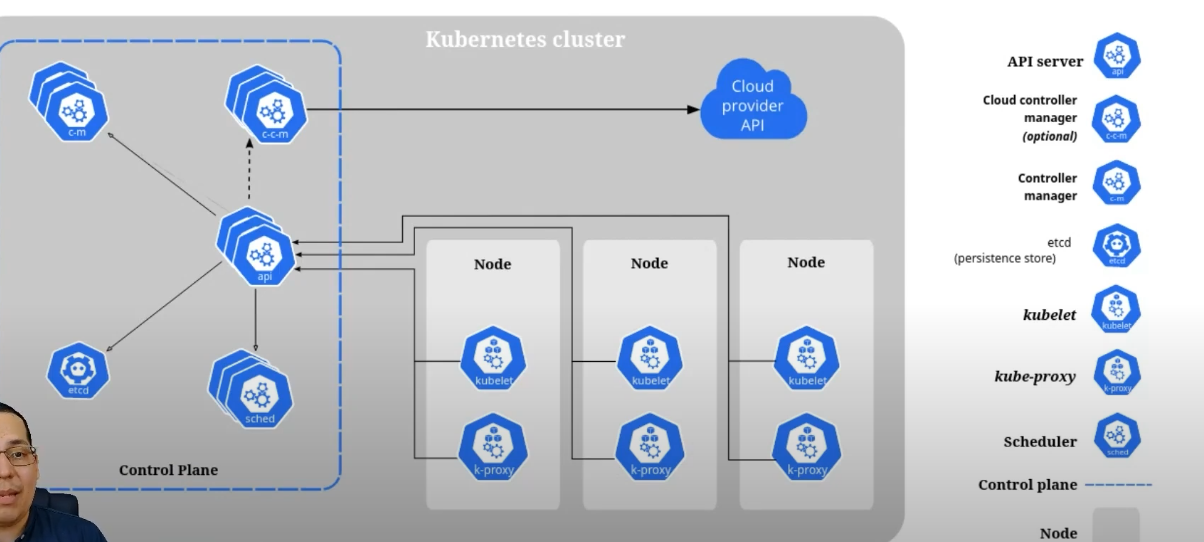 Kubernetes cluster
c-m
c-c-m
Cloud
provider
API
api
etcd
sched
Control Plane
Node
kubelet
k-proxy
Node
kubelet
k-proxy
Node
kubelet
k-proxy
API server
api
Cloud controller
manager
(optional)
c-c-m
Controller
manager
c-m
etcd
(persistence store)
etcd
kubelet
kubelet
kube-proxy
k-proxy
Scheduler
sched
Control plane
Node